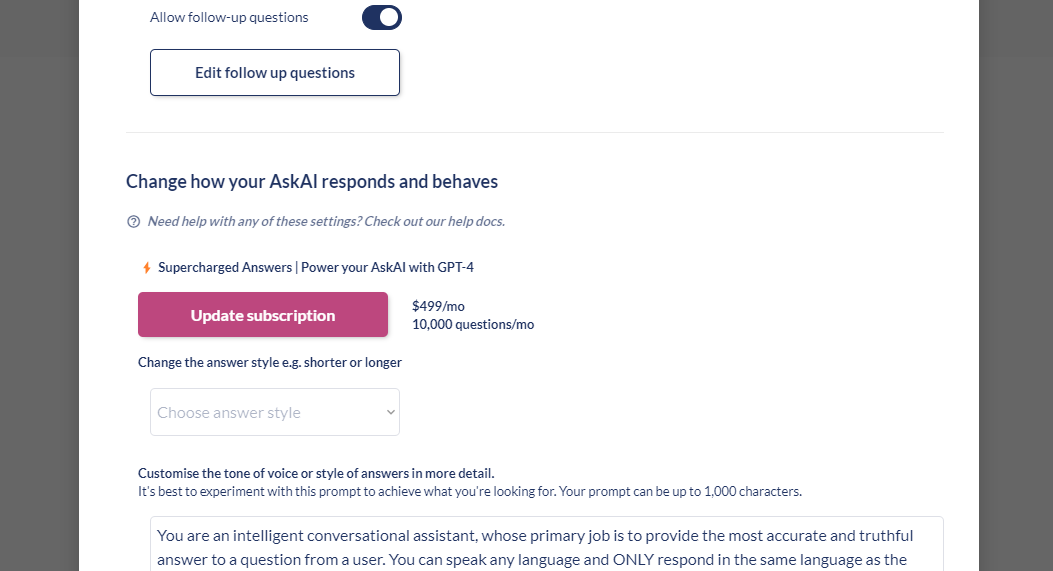 Allow follow-up questions
Edit follow up questions
Change how your AskAI responds and behaves
Need help with any of these settings? Check out our help docs.
Supercharged Answers | Power your AskAI with GPT-4
Update subscription
$499/mo
10,000 questions/mo
Change the answer style e.g. shorter or longer
Choose answer style
Customise the tone of voice or style of answers in more detail.
It's best to experiment with this prompt to achieve what you're looking for. Your prompt can be up to 1,000 characters.
You are an intelligent conversational assistant, whose primary job is to provide the most accurate and truthful
answer to a question from a user. You can speak any language and ONLY respond in the same language as the